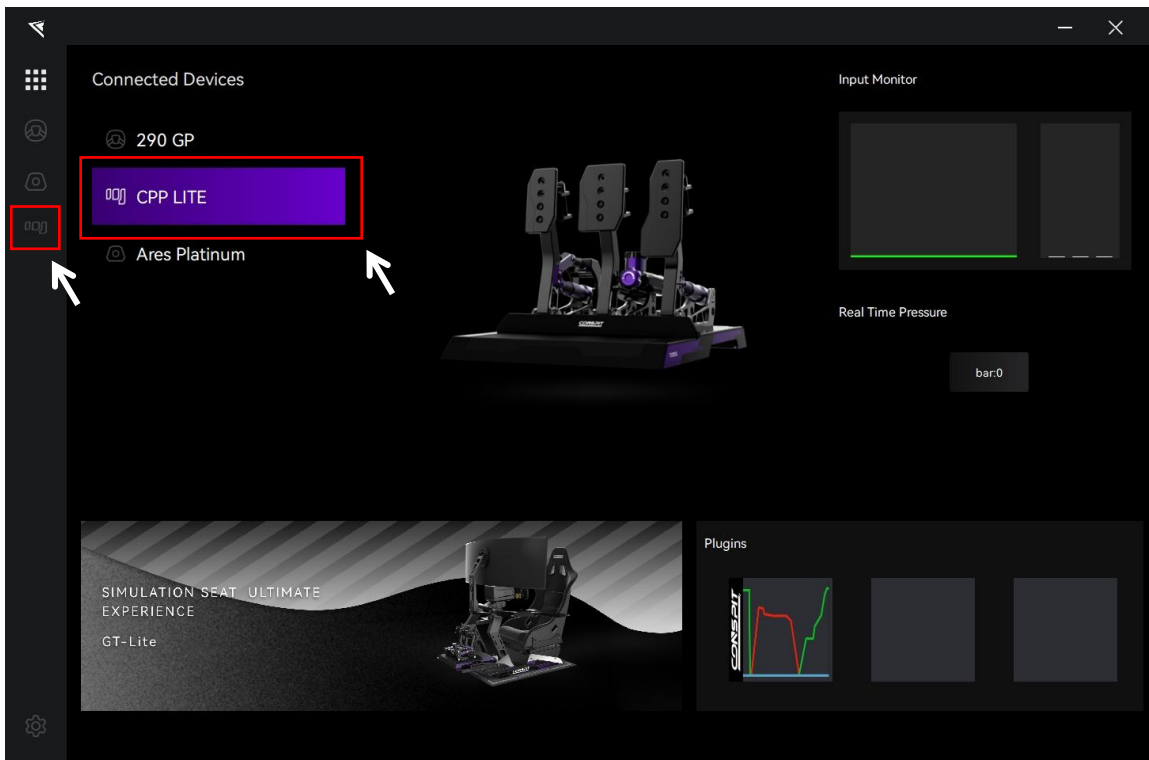 Connected Devices
290 GP
CPP LITE
Ares Platinum
Input Monitor
Real Time Pressure
bar:0
SIMULATION SEAT ULTIMATE
EXPERIENCE
GT-Lite
Plugins
CONSPIT